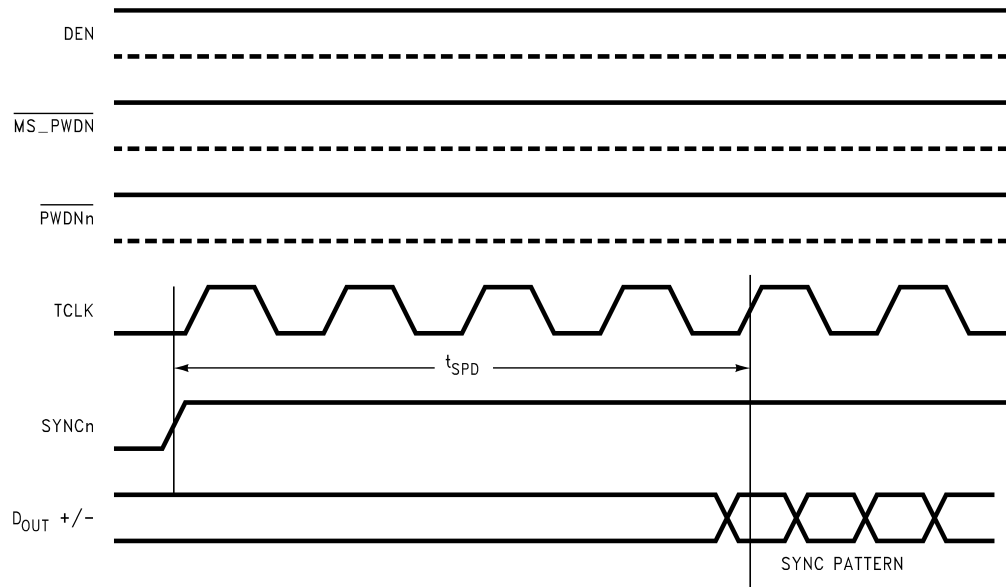 DEN
MS_PWDN
PWDNn
TCLK
tSPD
SYNCn
DOUT +/-
SYNC PATTERN